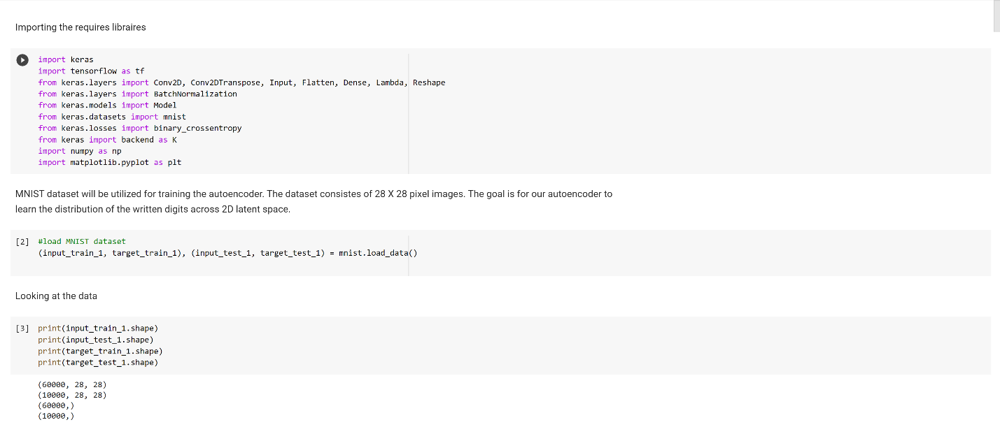 Importing the requires libraires
import keras
import tensorflow as tf
from keras.layers import Conv2D, Conv2DTranspose, Input, Flatten, Dense, Lambda, Reshape
from keras.layers import BatchNormalization
from keras.models import Model
from keras.datasets import mnist
from keras.losses import binary_crossentropy
from keras import backend as K
import numpy as np
import matplotlib.pyplot as plt
MNIST dataset will be utilized for training the autoencoder. The dataset consistes of 28 X 28 pixel images. The goal is for our autoencoder to
learn the distribution of the written digits across 2D latent space.
[2] #load MNIST dataset
(input_train_1, target_train_1), (input_test_1, target_test_1) = mnist.load_data()
Looking at the data
[3] print(input_train_1.shape)
print(input_test_1.shape)
print(target_train_1.shape)
print(target_test_1.shape)
(60000, 28, 28)
(10000, 28, 28)
(60000,)
(10000,)